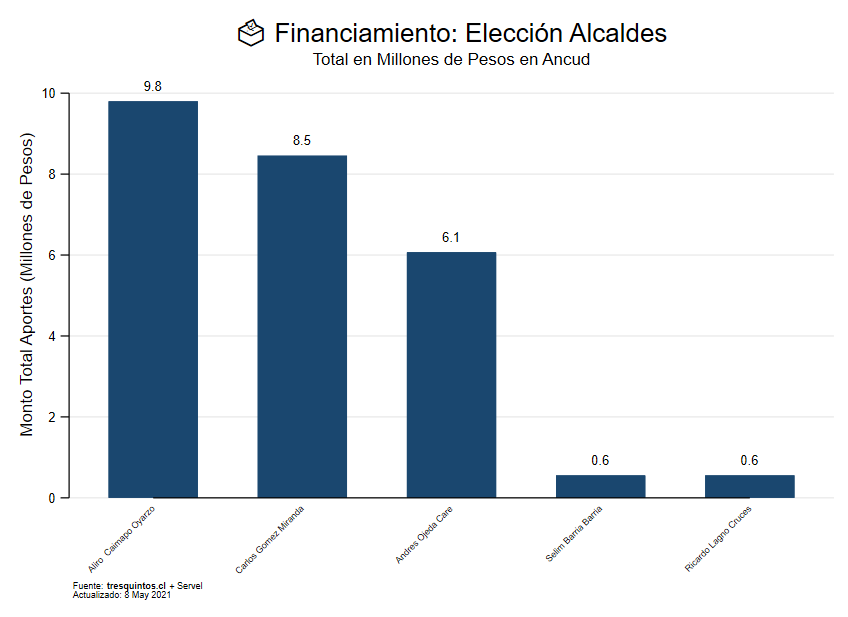 Financiamiento: Elección Alcaldes
Total en Millones de Pesos en Ancud
Monto Total Aportes (Millones de Pesos)
10
8
6
4
2
0
9.8
8.5
6.1
0.6
0.6
Aliro Caimapo Oyarzo
Carlos Gomez Miranda
Andres Ojeda Care
Selim Barria Barria
Ricardo Lagno Cruces
Fuente: tresquintos.cl + Servel
Actualizado: 8 May 2021